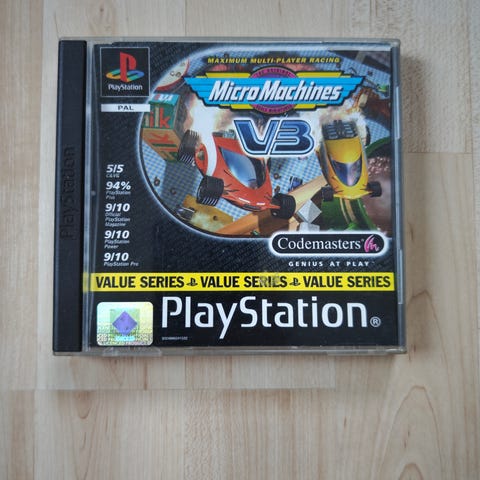 PlayStation
PAL
MAXIMUM MULTI-PLAYER RACING
Micro Machines
V3
5/5
C&VG
94%
PlayStation
Plus
9/10
Official
PlayStation
Magazine
9/10
PlayStation
Power
9/10
PlayStation Pro
Codemasters
GENIUS AT PLAY
VALUE SERIES VALUE SERIES VALUE SERIES
PlayStation®
PlayStation